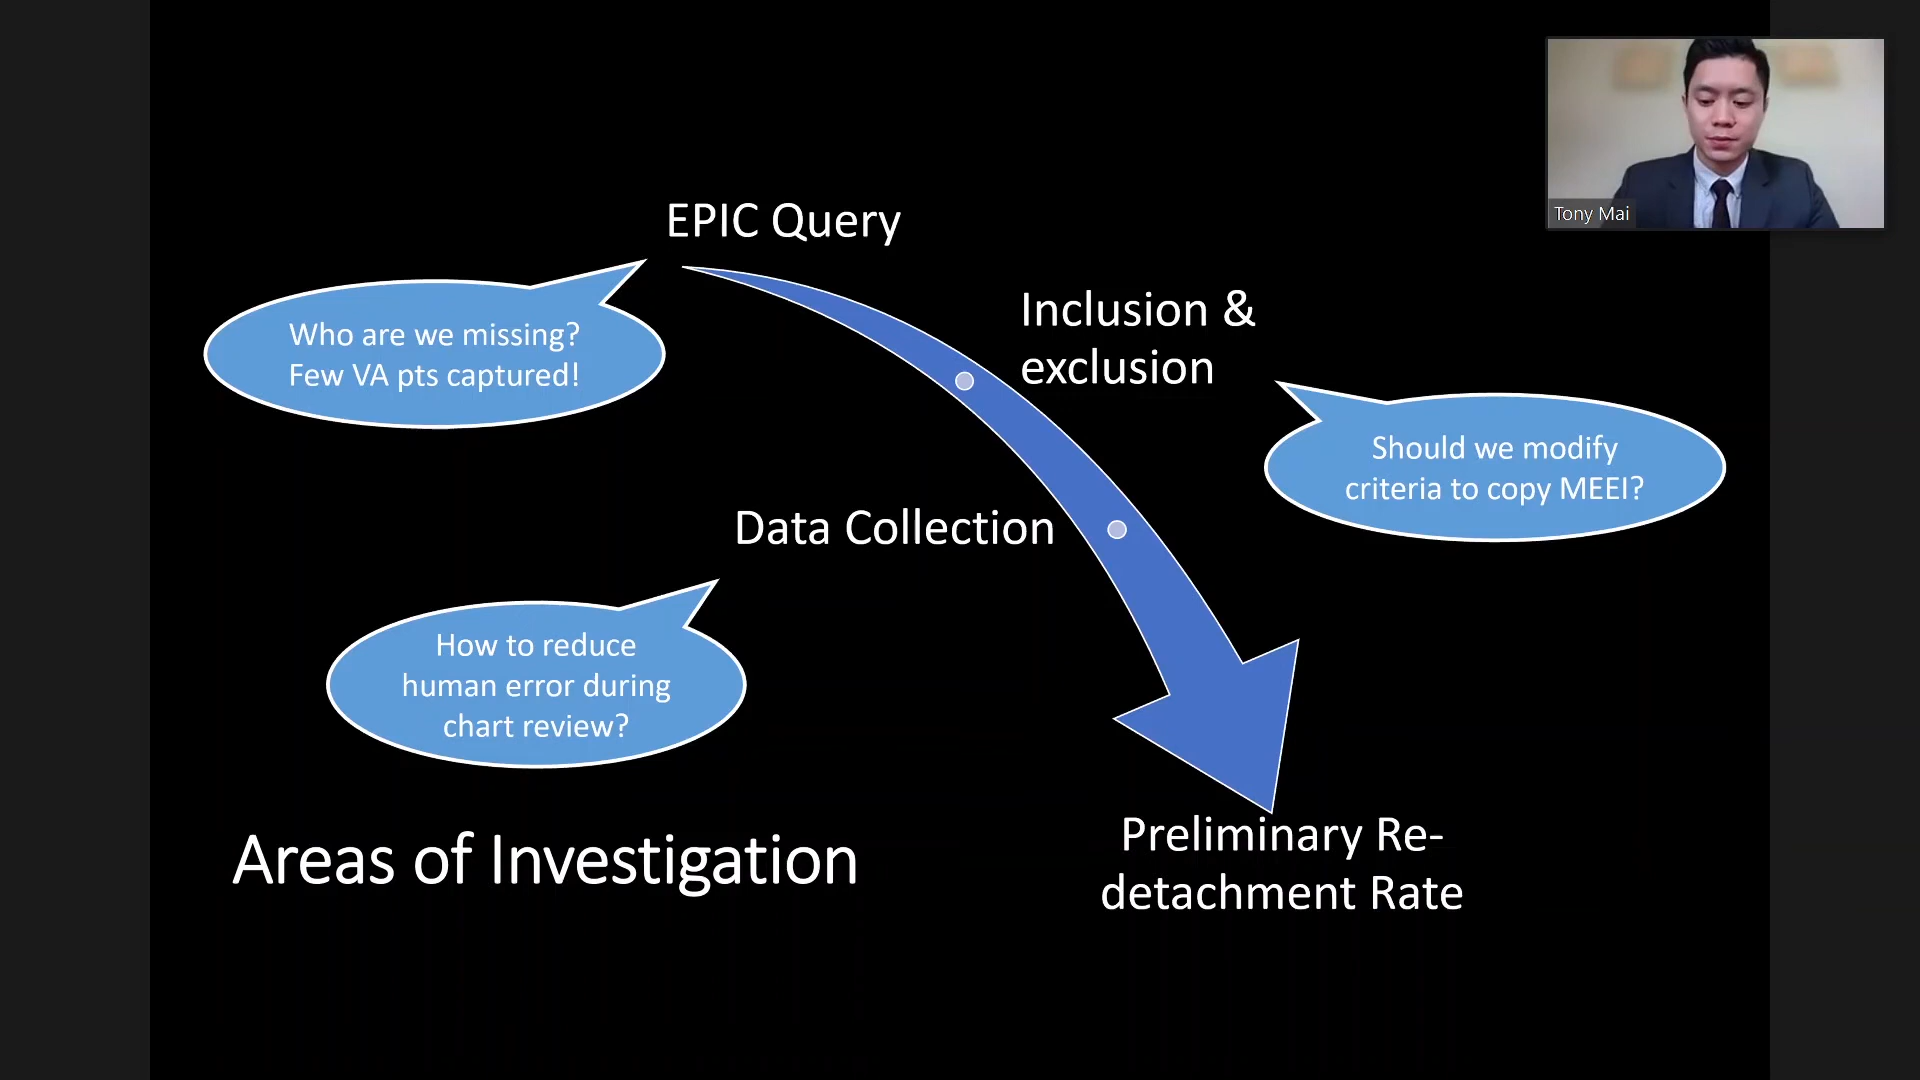 Tony Mai
EPIC Query
Who are we missing?
Few VA pts captured!
Inclusion &
exclusion
Should we modify
criteria to copy MEEI?
Data Collection
How to reduce
human error during
chart review?
Areas of Investigation
Preliminary Re-
detachment Rate